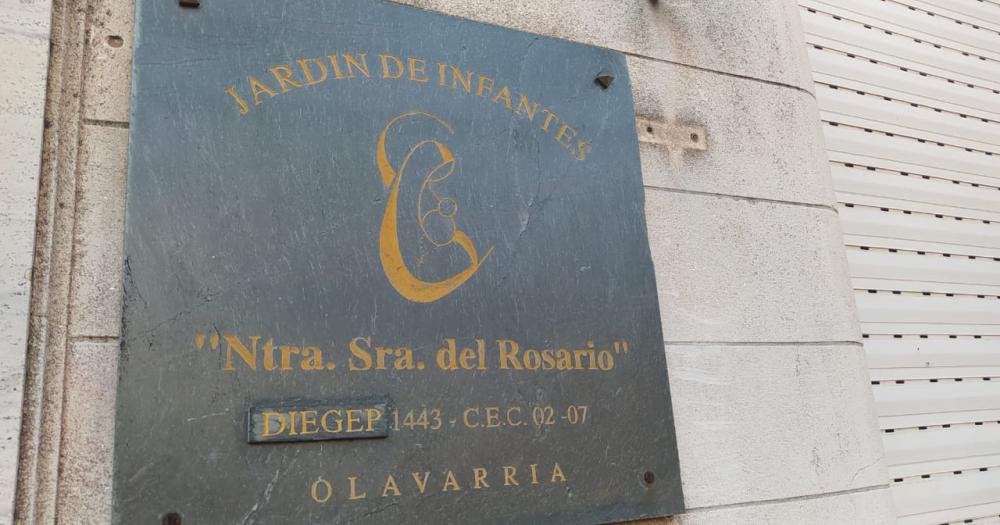 JARDIN DE INFANTES
"Ntra. Sra. del Rosario"
DIEGEP 1443 - C.E.C. 02 -07
OLAVARRIA